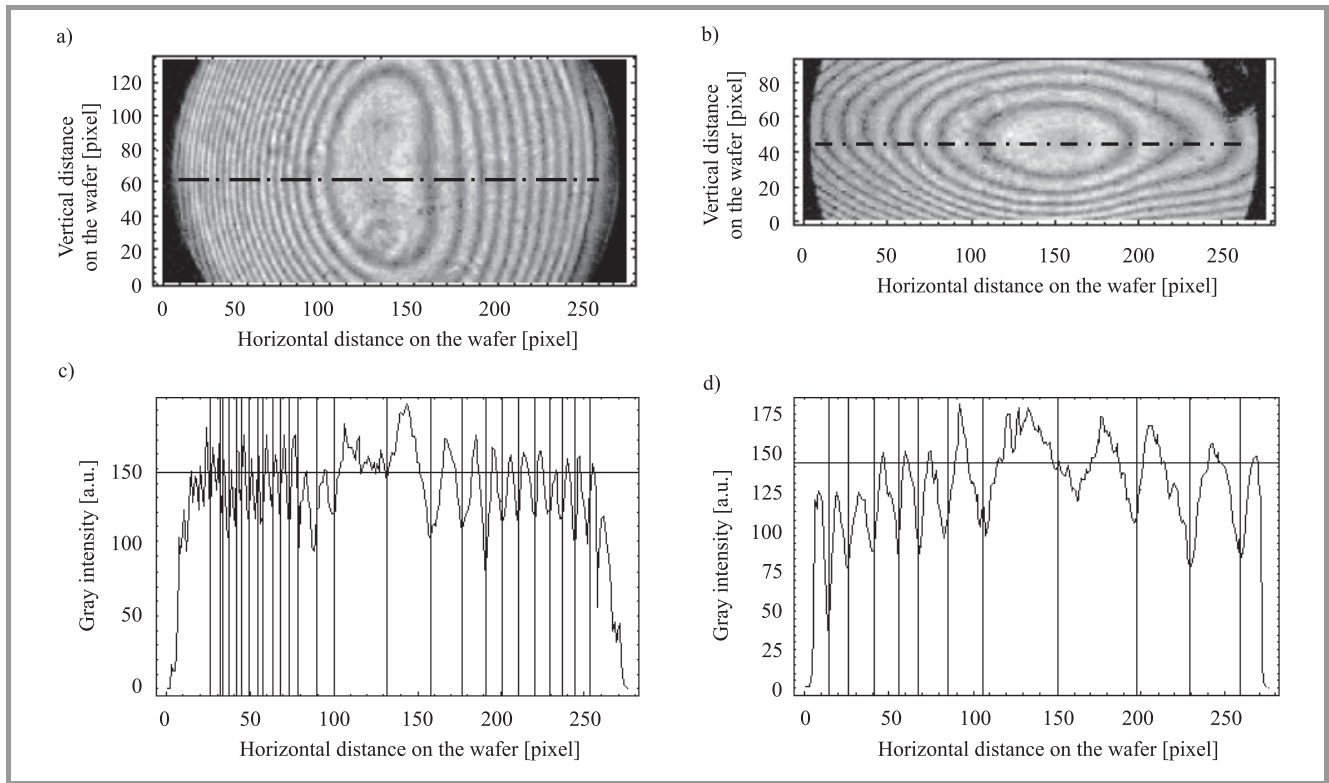 a)
120
100
80
60
40
20
0
Vertical distance
on the wafer [pixel]
0 50 100 150 200 250
Horizontal distance on the wafer [pixel]
b)
80
60
40
20
0
Vertical distance
on the wafer [pixel]
0 50 100 150 200 250
Horizontal distance on the wafer [pixel]
c)
150
100
50
0
Gray intensity [a.u.]
0 50 100 150 200 250
Horizontal distance on the wafer [pixel]
d)
175
150
125
100
75
50
25
0
Gray intensity [a.u.]
0 50 100 150 200 250
Horizontal distance on the wafer [pixel]